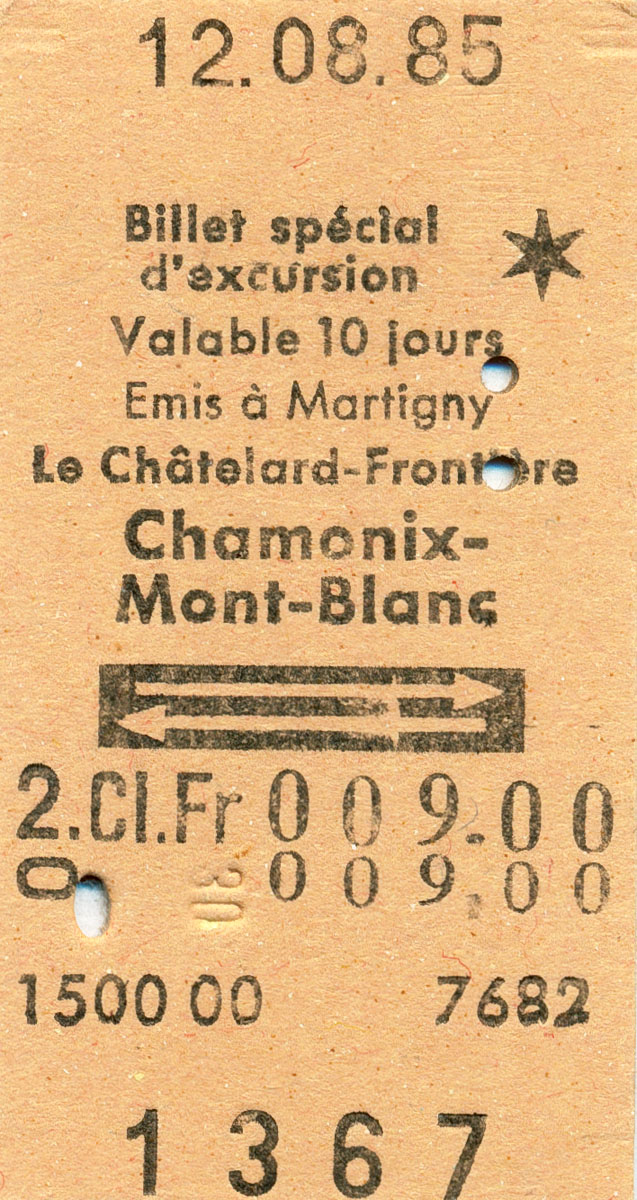 12.08.85
Billet spécial
d'excursion
Valable 10 jours
Emis à Martigny
Le Châtelard-Frontière
Chamonix-
Mont-Blanc
2.Cl.Fr 009.00
0 009.00
1500 00 7682
1367